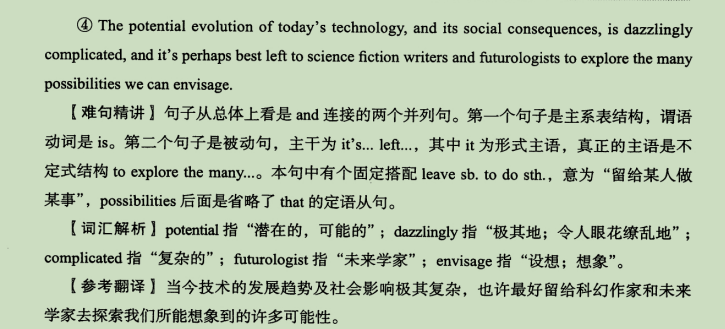 ④ The potential evolution of today's technology, and its social consequences, is dazzlingly
complicated, and it's perhaps best left to science fiction writers and futurologists to explore the many
possibilities we can envisage.
【难句精讲】句子从总体上看是 and 连接的两个并列句。第一个句子是主系表结构，谓语
动词是 is。第二个句子是被动句，主干为 it's... left...，其中 it 为形式主语，真正的主语是不
定式结构 to explore the many...。本句中有个固定搭配 leave sb. to do sth.，意为“留给某人做
某事”，possibilities 后面是省略了 that 的定语从句。
【词汇解析】potential 指“潜在的，可能的”；dazzlingly 指“极其地；令人眼花缭乱地”；
complicated 指“复杂的”；futurologist 指“未来学家”；envisage 指“设想；想象”。
【参考翻译】当今技术的发展趋势及社会影响极其复杂，也许最好留给科幻作家和未来
学家去探索我们所能想象到的许多可能性。